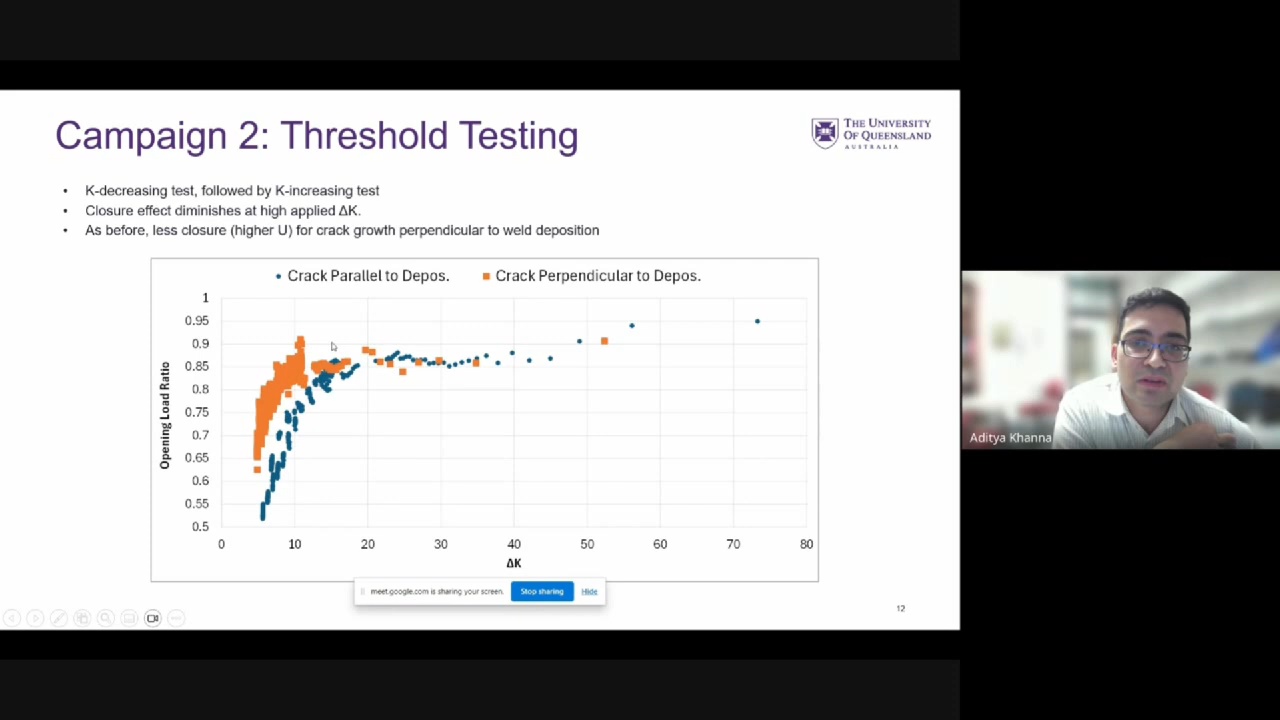 Campaign 2: Threshold Testing
THE UNIVERSITY
OF QUEENSLAND
AUSTRALIA
• K-decreasing test, followed by K-increasing test
• Closure effect diminishes at high applied ΔK.
• As before, less closure (higher U) for crack growth perpendicular to weld deposition
Crack Parallel to Depos. Crack Perpendicular to Depos.
1
0.95
0.9
0.85
0.8
0.75
0.7
0.65
0.6
0.55
0.5
Opening Load Ratio
0 10 20 30 40 50 60 70 80
ΔK
meet.google.com is sharing your screen. Stop sharing Hide
12
Aditya Khanna